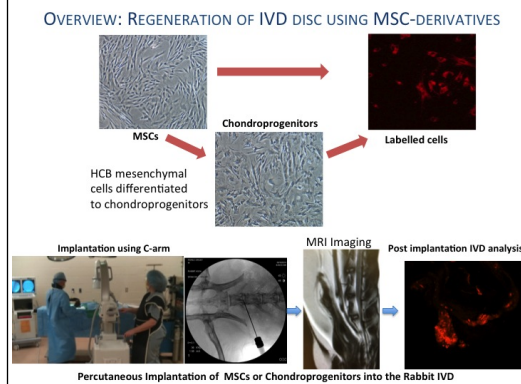 OVERVIEW: REGENERATION OF IVD DISC USING MSC-DERIVATIVES
MSCs
Chondroprogenitors
Labelled cells
HCB mesenchymal
cells differentiated
to chondroprogenitors
Implantation using C-arm
MRI Imaging
Post implantation IVD analysis
Percutaneous Implantation of MSCs or Chondroprogenitors into the Rabbit IVD